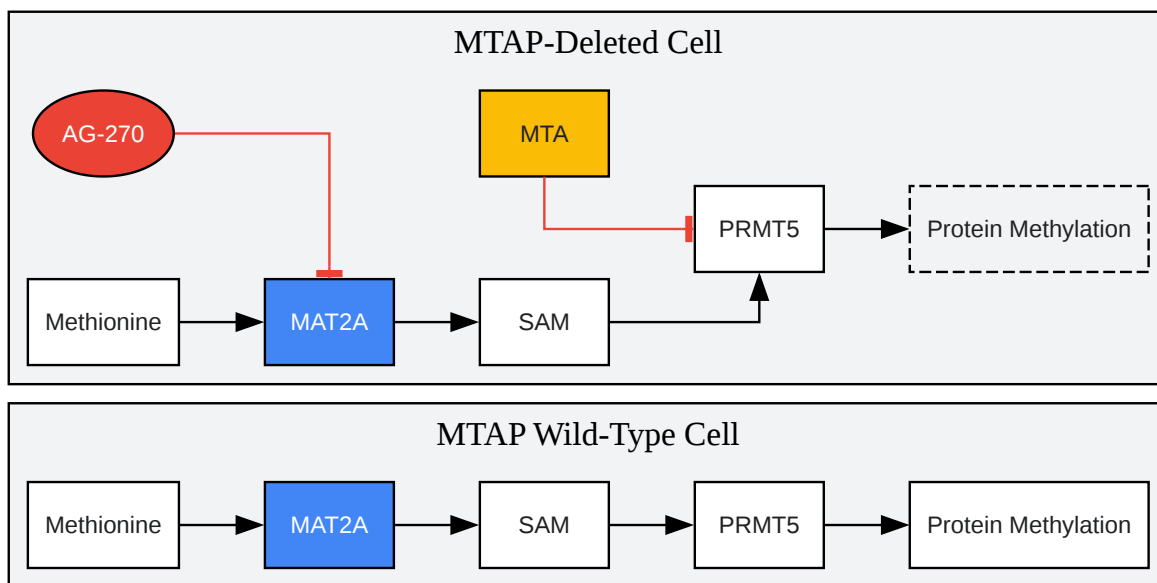 MTAP-Deleted Cell
AG-270
MTA
PRMT5
Protein Methylation
Methionine
MAT2A
SAM
MTAP Wild-Type Cell
Methionine
MAT2A
SAM
PRMT5
Protein Methylation